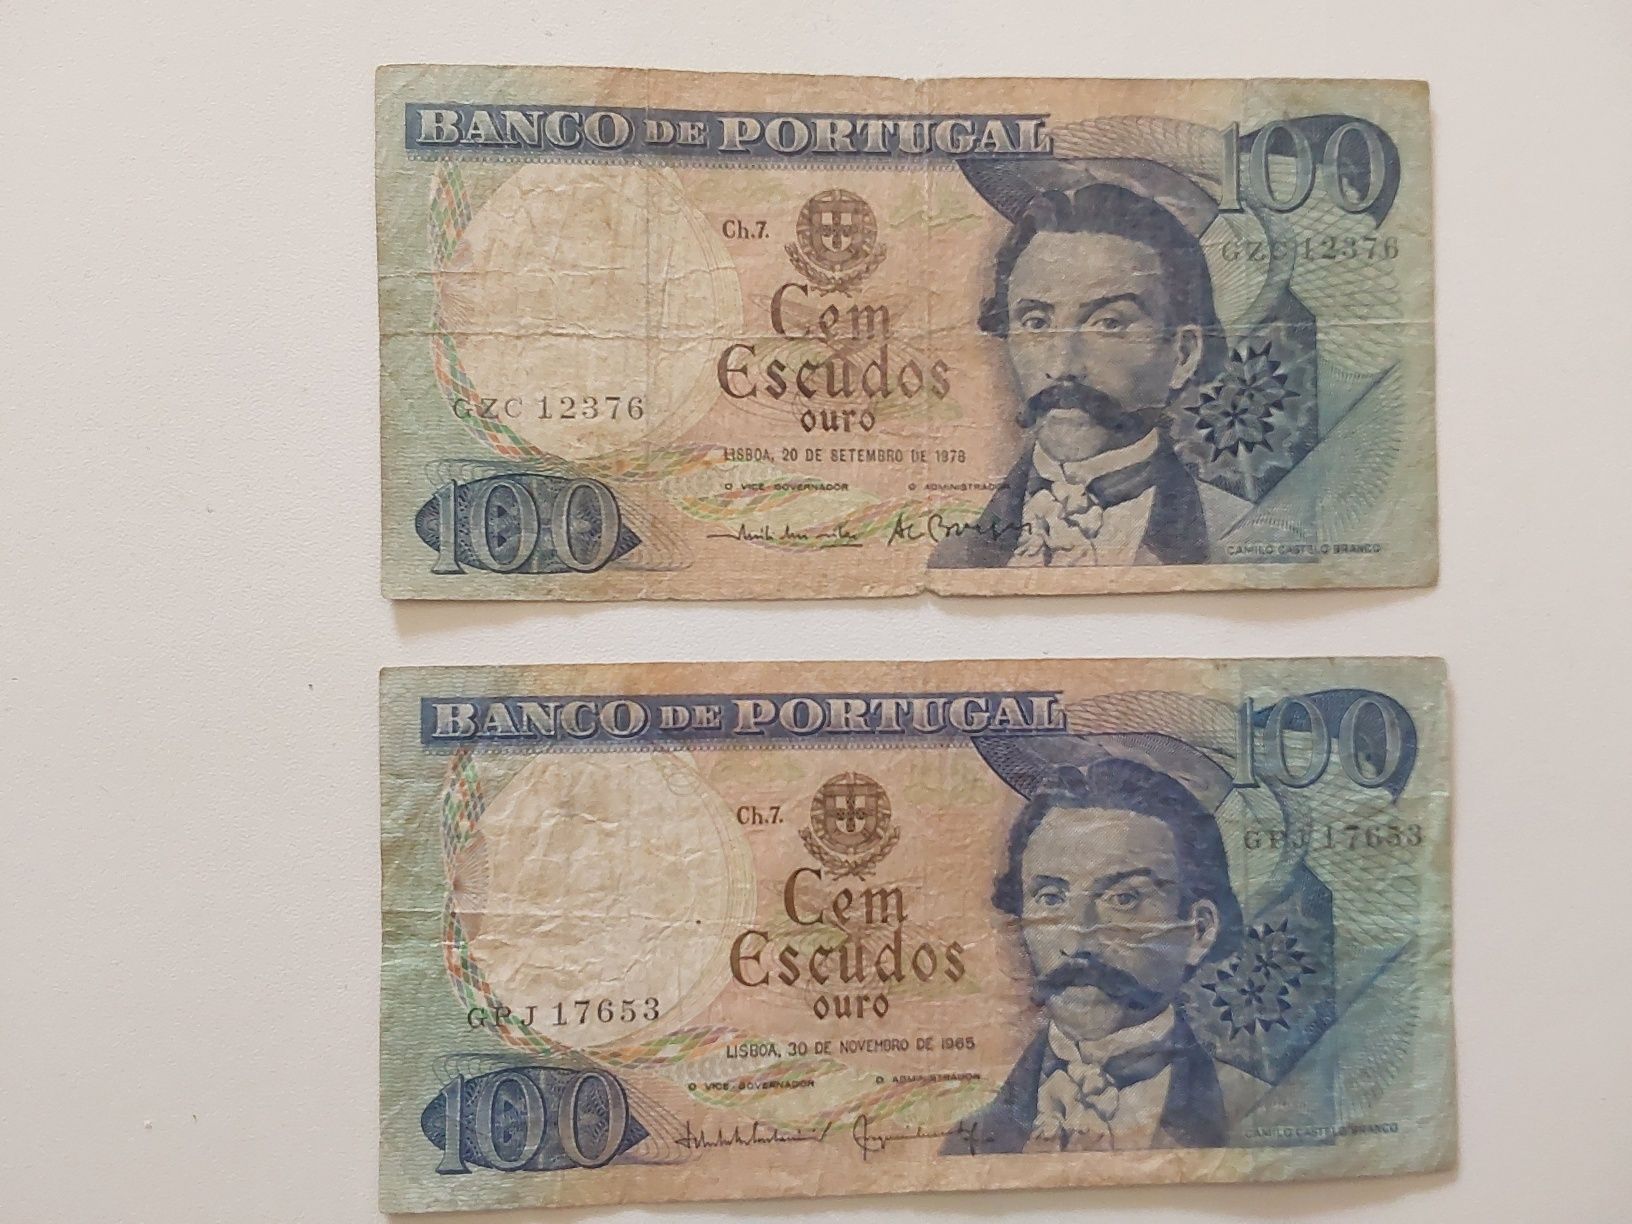 BANCO DE PORTUGAL
100
Ch.7.
GZC 12376
Cem
Escudos
ouro
GZC 12376
LISBOA, 20 DE SETEMBRO DE 1978
O VICE GOVERNADOR O ADMINISTRADOR
100
CAMILO CASTELO BRANCO
BANCO DE PORTUGAL
100
Ch.7.
GPJ 17653
Cem
Escudos
ouro
GPJ 17653
LISBOA, 30 DE NOVEMBRO DE 1965
O VICE-GOVERNADOR O ADMINISTRADOR
100
CAMILO CASTELO BRANCO